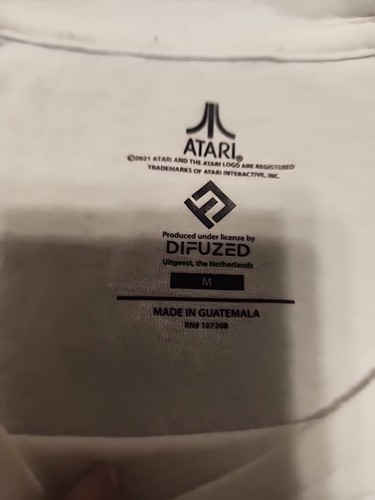 ATARI®
©2021 ATARI AND THE ATARI LOGO ARE REGISTERED
TRADEMARKS OF ATARI INTERACTIVE, INC.
Produced under license by
DIFUZED
Uitgeest, the Netherlands
M
MADE IN GUATEMALA
RN# 107208